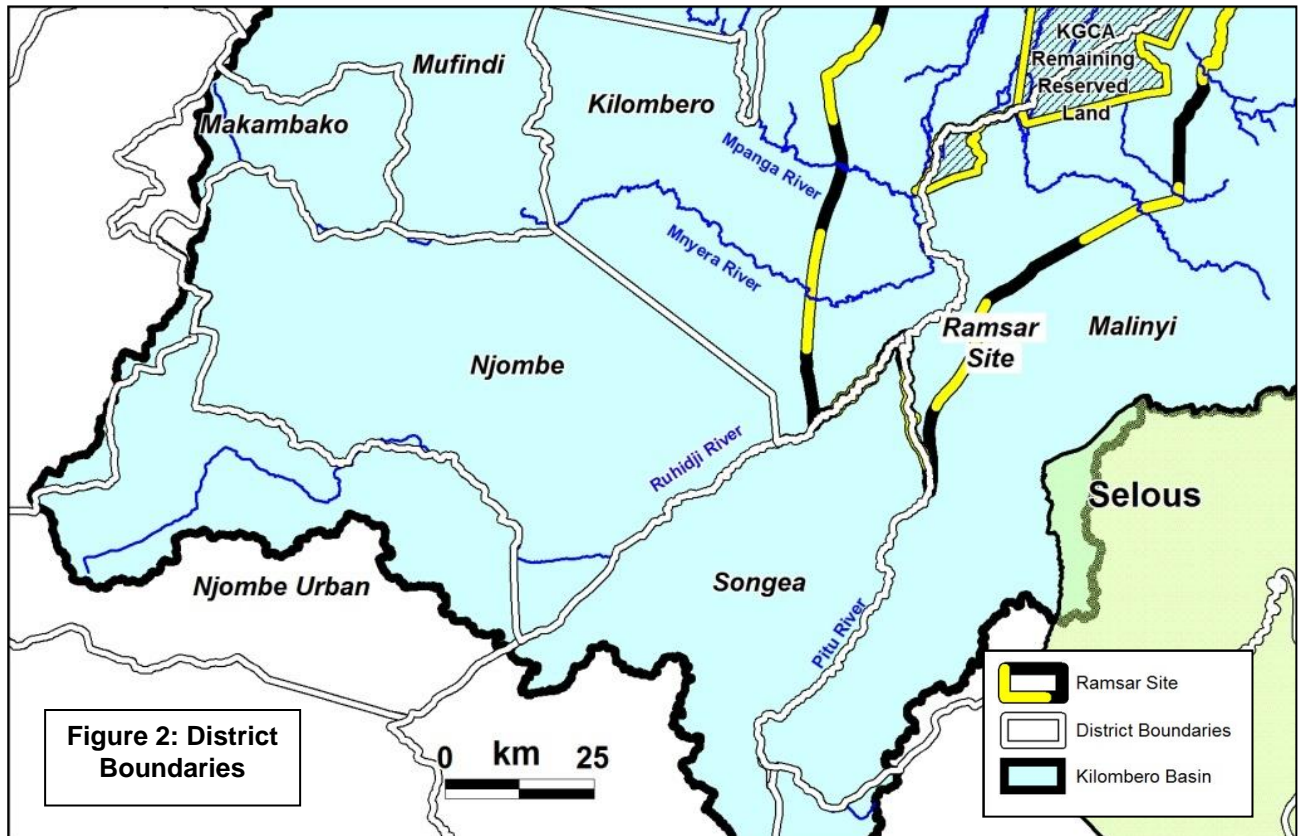 KGCA
Remaining
Reserved
Land
Mufindi
Kilombero
Makambako
Mpanga River
Mnyera River
Ramsar
Site
Malinyi
Njombe
Ruhidji River
Selous
Njombe Urban
Songea
Pitu River
Figure 2: District
Boundaries
0 km 25
Ramsar Site
District Boundaries
Kilombero Basin